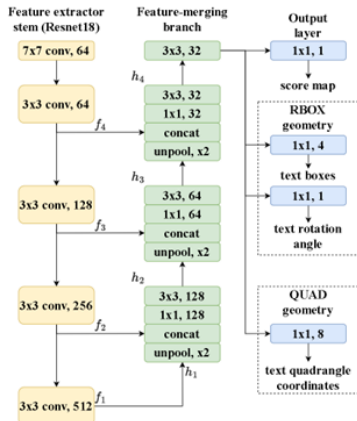 Feature extractor
stem (Resnet18)
7x7 conv, 64
3x3 conv, 64
f₄
3x3 conv, 128
f₃
3x3 conv, 256
f₂
3x3 conv, 512
f₁
Feature-merging
branch
3x3, 32
h₄
3x3, 32
1x1, 32
concat
unpool, x2
h₃
3x3, 64
1x1, 64
concat
unpool, x2
h₂
3x3, 128
1x1, 128
concat
unpool, x2
h₁
Output
layer
1x1, 1
score map
RBOX
geometry
1x1, 4
text boxes
1x1, 1
text rotation
angle
QUAD
geometry
1x1, 8
text quadrangle
coordinates